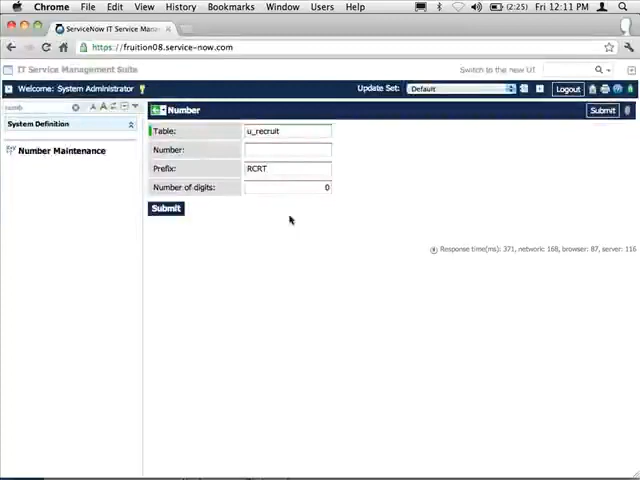 Chrome File Edit View History Bookmarks Window Users Help (2:25) Fri 12:11 PM
ServiceNow IT Service Mana
https://fruition08.service-now.com
IT Service Management Suite Switch to the new UI
Welcome: System Administrator Update Set: Default Logout
numb A A
System Definition
Number Maintenance
Number Submit
Table: u_recruit
Number:
Prefix: RCRT
Number of digits: 0
Submit
Response time(ms): 371, network: 168, browser: 87, server: 116